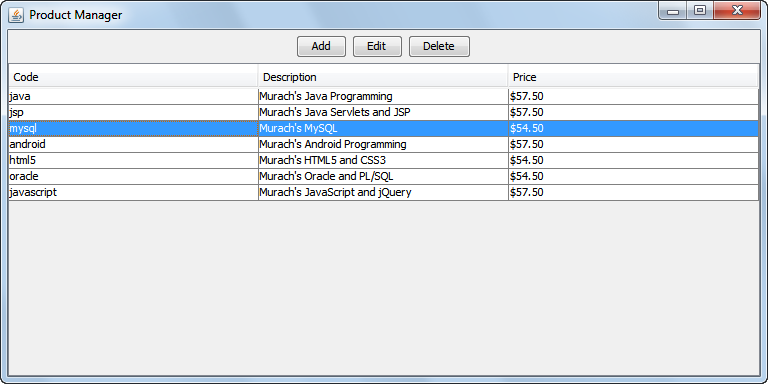 Product Manager
Add Edit Delete
Code Description Price
java Murach's Java Programming $57.50
jsp Murach's Java Servlets and JSP $57.50
mysql Murach's MySQL $54.50
android Murach's Android Programming $57.50
html5 Murach's HTML5 and CSS3 $54.50
oracle Murach's Oracle and PL/SQL $54.50
javascript Murach's JavaScript and jQuery $57.50